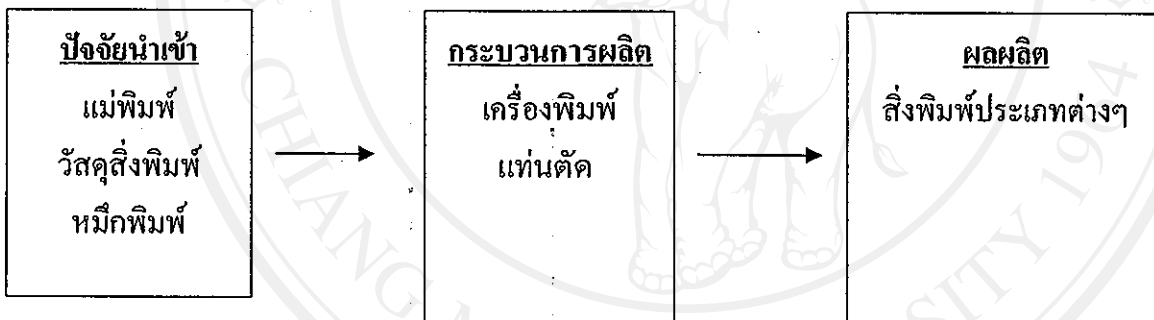 ปัจจัยนำเข้า
แม่พิมพ์
วัสดุสิ่งพิมพ์
หมึกพิมพ์
กระบวนการผลิต
เครื่องพิมพ์
แท่นตัด
ผลผลิต
สิ่งพิมพ์ประเภทต่างๆ
CHIANG
SITY 1964